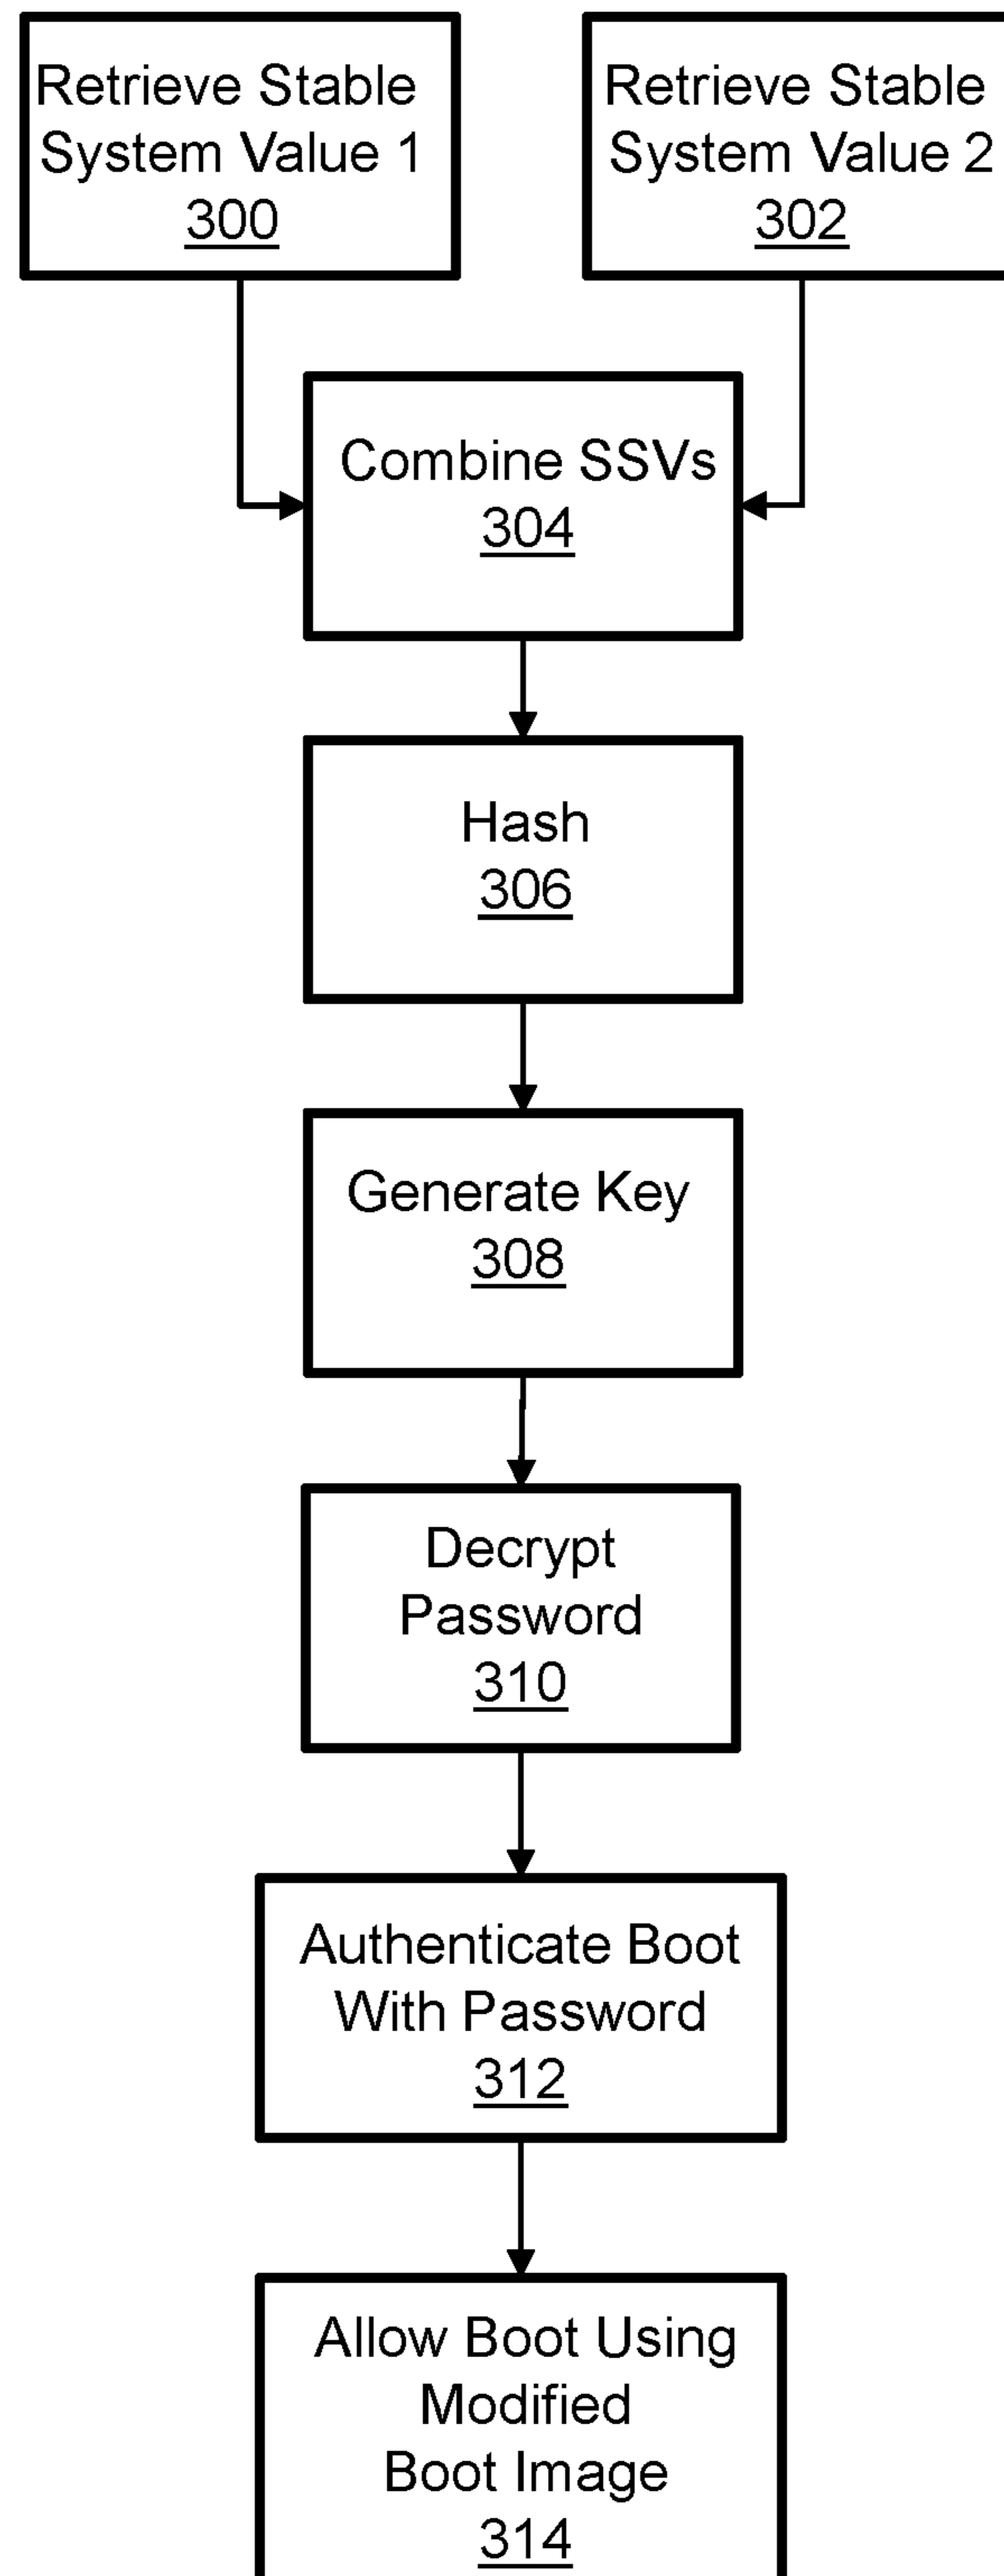 Retrieve Stable
System Value 1
300
Retrieve Stable
System Value 2
302
Combine SSVs
304
Hash
306
Generate Key
308
Decrypt
Password
310
Authenticate Boot
With Password
312
Allow Boot Using
Modified
Boot Image
314